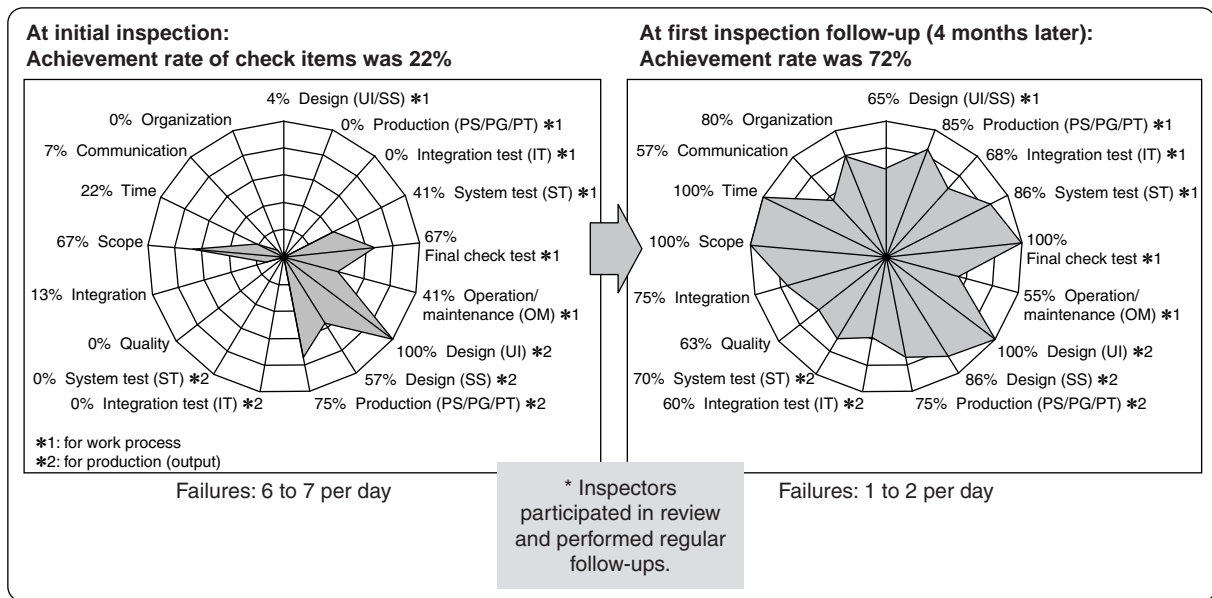 At initial inspection:
Achievement rate of check items was 22%
4% Design (UI/SS) *1
0% Production (PS/PG/PT) *1
0% Integration test (IT) *1
41% System test (ST) *1
67%
Final check test *1
41% Operation/
maintenance (OM) *1
100% Design (UI) *2
57% Design (SS) *2
75% Production (PS/PG/PT) *2
0% Integration test (IT) *2
0% System test (ST) *2
0% Quality
13% Integration
67% Scope
22% Time
7% Communication
0% Organization
*1: for work process
*2: for production (output)
Failures: 6 to 7 per day
At first inspection follow-up (4 months later):
Achievement rate was 72%
65% Design (UI/SS) *1
85% Production (PS/PG/PT) *1
68% Integration test (IT) *1
86% System test (ST) *1
100%
Final check test *1
55% Operation/
maintenance (OM) *1
100% Design (UI) *2
86% Design (SS) *2
75% Production (PS/PG/PT) *2
60% Integration test (IT) *2
70% System test (ST) *2
63% Quality
75% Integration
100% Scope
100% Time
57% Communication
80% Organization
Failures: 1 to 2 per day
* Inspectors
participated in review
and performed regular
follow-ups.